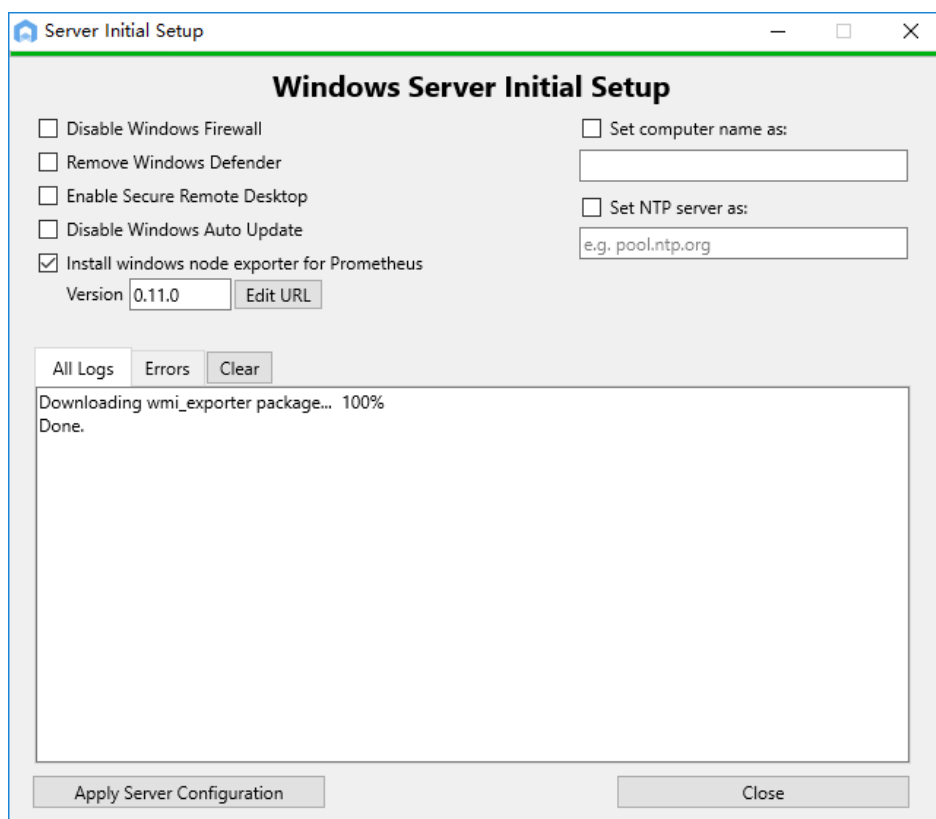 Server Initial Setup
Windows Server Initial Setup
Disable Windows Firewall
Remove Windows Defender
Enable Secure Remote Desktop
Disable Windows Auto Update
Install windows node exporter for Prometheus
Version 0.11.0 Edit URL
Set computer name as:
Set NTP server as:
e.g. pool.ntp.org
All Logs Errors Clear
Downloading wmi_exporter package... 100%
Done.
Apply Server Configuration Close